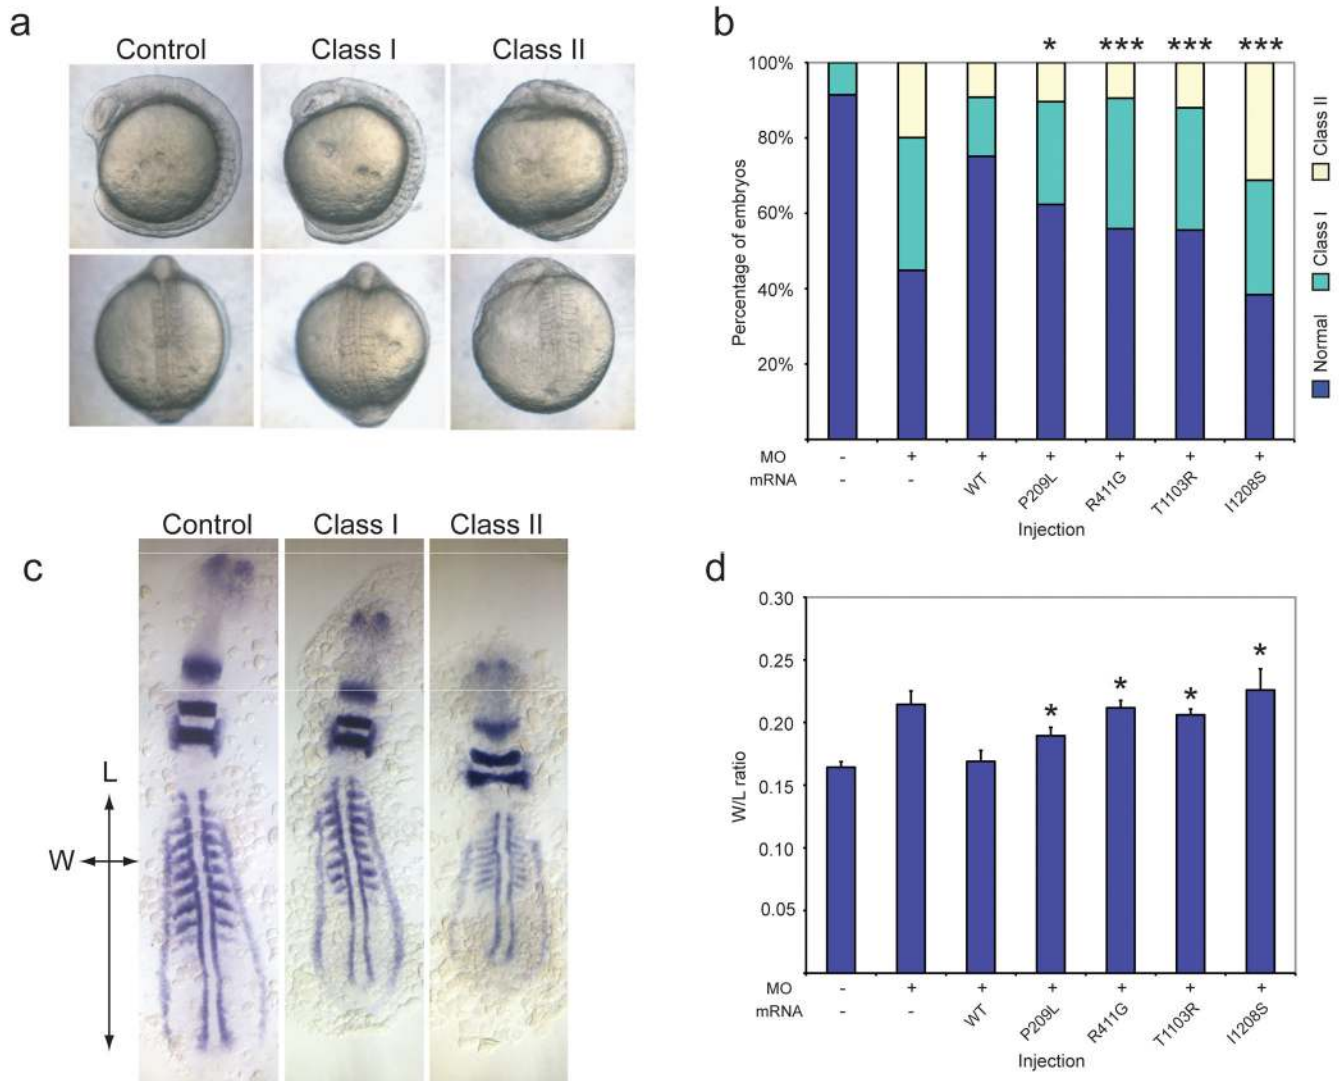 a
Control Class I Class II
b
* *** *** ***
100%
80%
60%
40%
20%
Percentage of embryos
Class II
Class I
Normal
MO - + + + + + +
mRNA - - WT P209L R411G T1103R I1208S
Injection
c
Control Class I Class II
L
W
d
0.30
0.25
0.20
0.15
0.10
0.05
W/L ratio
* * * *
MO - + + + + + +
mRNA - - WT P209L R411G T1103R I1208S
Injection